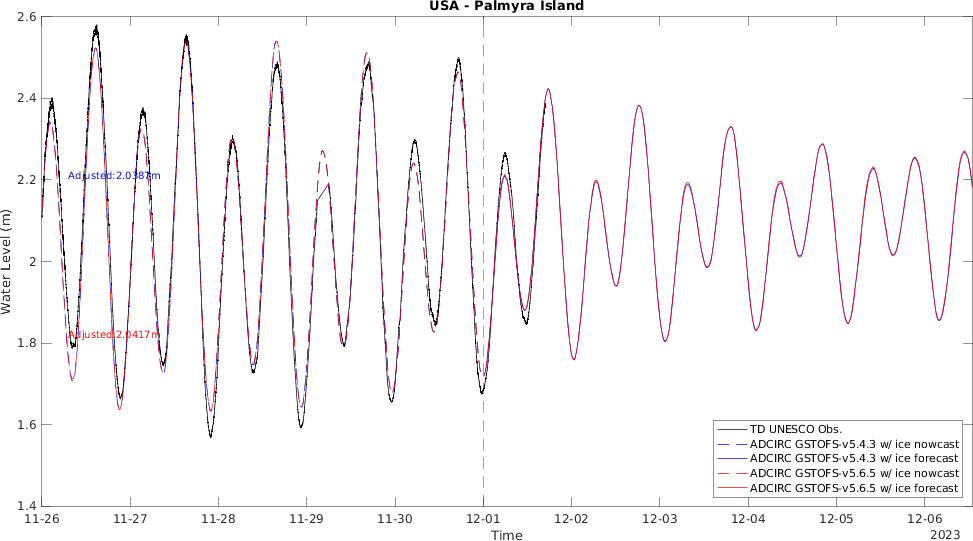 USA - Palmyra Island
2.6
2.4
2.2
2
1.8
1.6
1.4
Water Level (m)
Adjusted:2.0387m
Adjusted:2.0417m
TD UNESCO Obs.
ADCIRC GSTOFS-v5.4.3 w/ ice nowcast
ADCIRC GSTOFS-v5.4.3 w/ ice forecast
ADCIRC GSTOFS-v5.6.5 w/ ice nowcast
ADCIRC GSTOFS-v5.6.5 w/ ice forecast
11-26 11-27 11-28 11-29 11-30 12-01 12-02 12-03 12-04 12-05 12-06
Time
2023